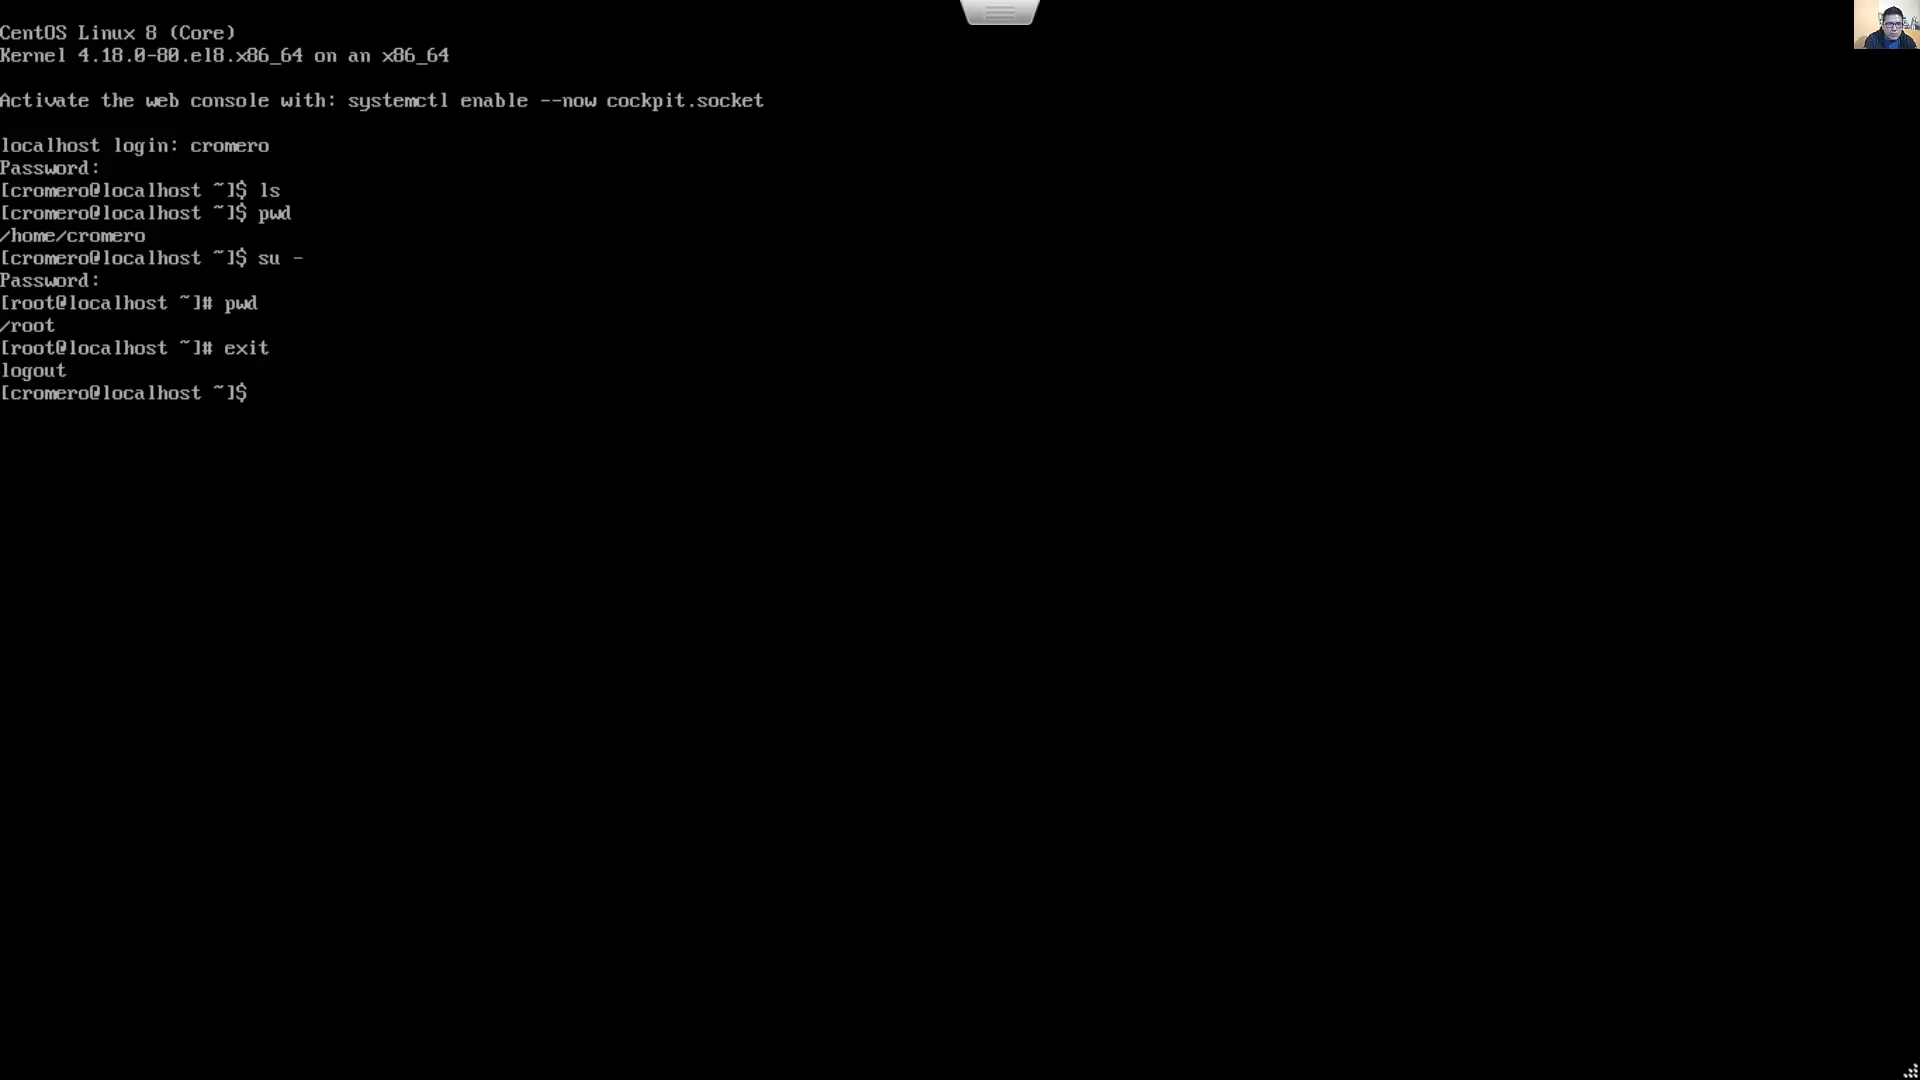 CentOS Linux 8 (Core)
Kernel 4.18.0-80.el8.x86_64 on an x86_64
Activate the web console with: systemctl enable --now cockpit.socket
localhost login: cromero
Password:
[cromero@localhost ~]$ ls
[cromero@localhost ~]$ pwd
/home/cromero
[cromero@localhost ~]$ su -
Password:
[root@localhost ~]# pwd
/root
[root@localhost ~]# exit
logout
[cromero@localhost ~]$